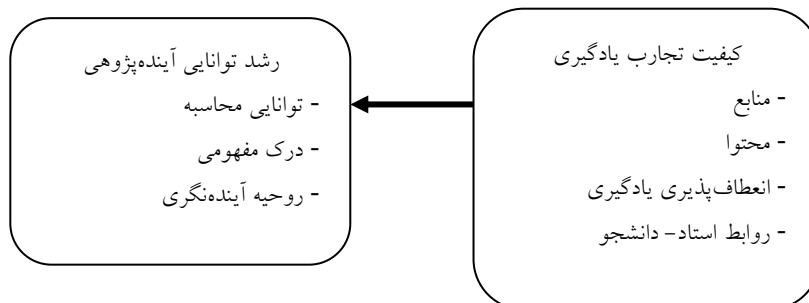 کیفیت تجارب یادگیری
- منابع
- محتوا
- انعطاف‌پذیری یادگیری
- روابط استاد- دانشجو
رشد توانایی آینده‌پژوهی
- توانایی محاسبه
- درک مفهومی
- روحیه آینده‌نگری